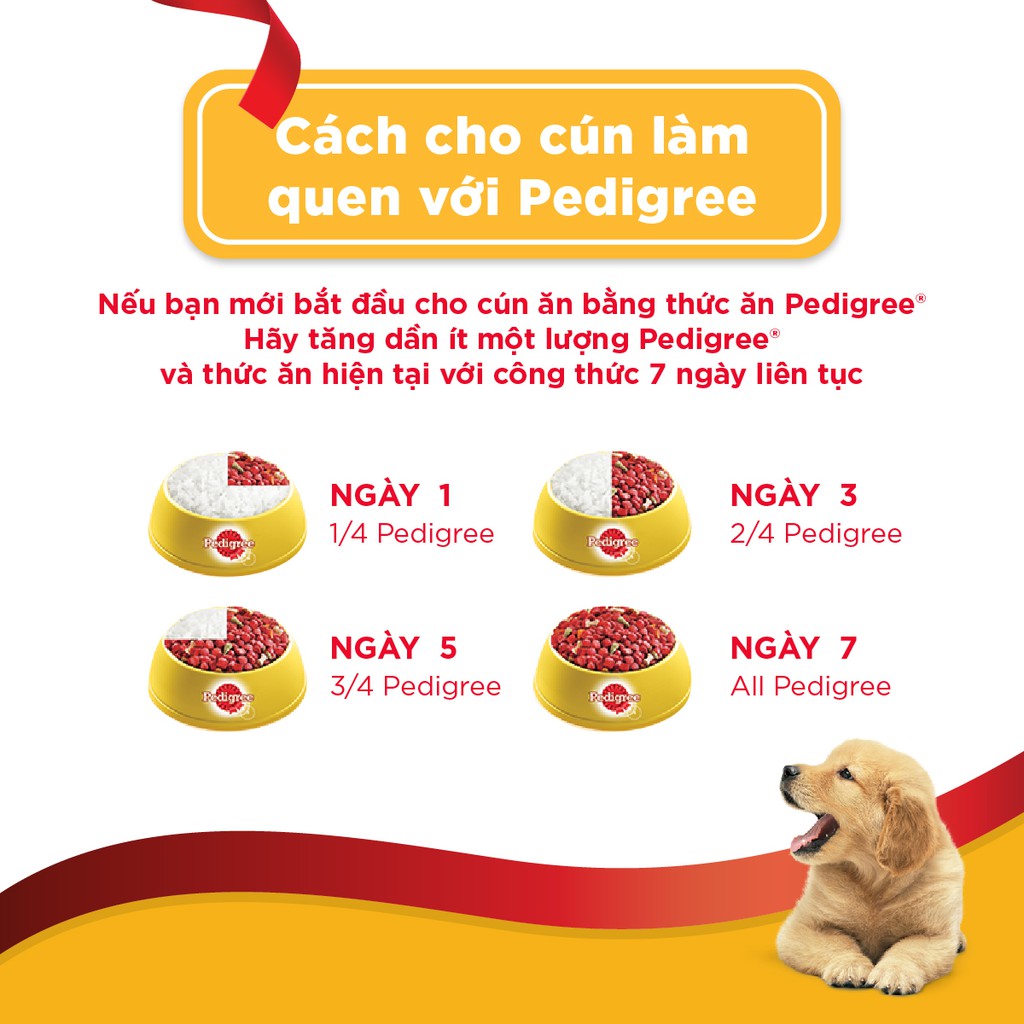 Cách cho cún làm
quen với Pedigree
Nếu bạn mới bắt đầu cho cún ăn bằng thức ăn Pedigree®
Hãy tăng dần ít một lượng Pedigree®
và thức ăn hiện tại với công thức 7 ngày liên tục
NGÀY 1
1/4 Pedigree
Pedigree
NGÀY 3
2/4 Pedigree
Pedigree
NGÀY 5
3/4 Pedigree
Pedigree
NGÀY 7
All Pedigree
Pedigree